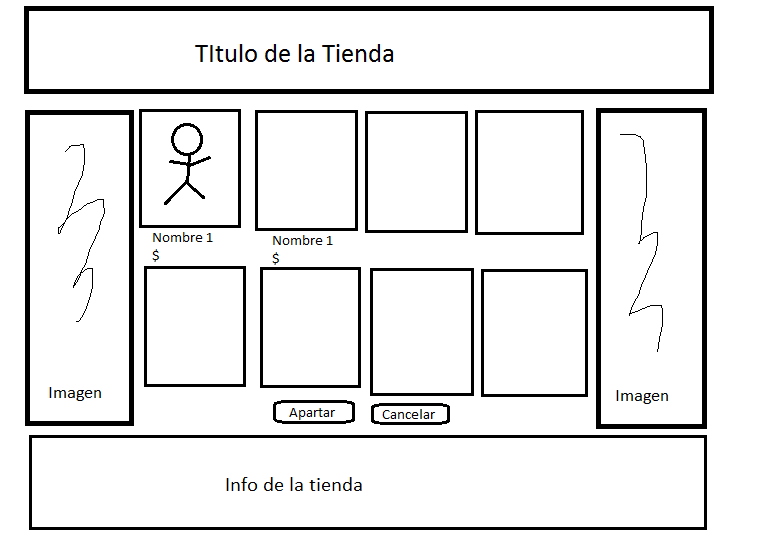 TItulo de la Tienda
Nombre 1
$
Nombre 1
$
Imagen
Imagen
Apartar
Cancelar
Info de la tienda